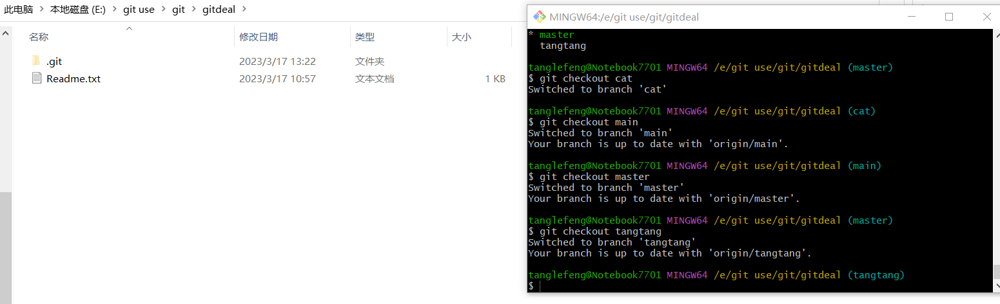 此电脑 > 本地磁盘 (E:) > git use > git > gitdeal >
名称 修改日期 类型 大小
.git 2023/3/17 13:22 文件夹
Readme.txt 2023/3/17 10:57 文本文档 1 KB
MINGW64:/e/git use/git/gitdeal
* master
tangtang
tanglefeng@Notebook7701 MINGW64 /e/git use/git/gitdeal (master)
$ git checkout cat
Switched to branch 'cat'
tanglefeng@Notebook7701 MINGW64 /e/git use/git/gitdeal (cat)
$ git checkout main
Switched to branch 'main'
Your branch is up to date with 'origin/main'.
tanglefeng@Notebook7701 MINGW64 /e/git use/git/gitdeal (main)
$ git checkout master
Switched to branch 'master'
Your branch is up to date with 'origin/master'.
tanglefeng@Notebook7701 MINGW64 /e/git use/git/gitdeal (master)
$ git checkout tangtang
Switched to branch 'tangtang'
Your branch is up to date with 'origin/tangtang'.
tanglefeng@Notebook7701 MINGW64 /e/git use/git/gitdeal (tangtang)
$